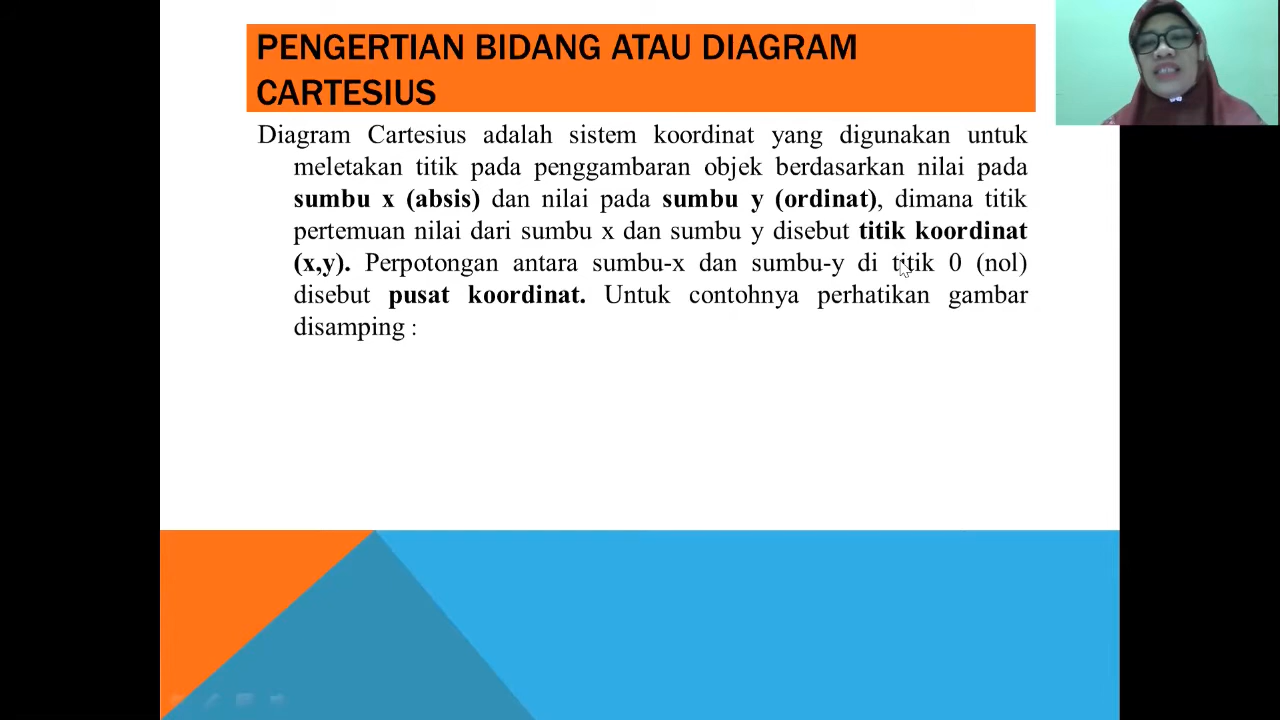 PENGERTIAN BIDANG ATAU DIAGRAM
CARTESIUS
Diagram Cartesius adalah sistem koordinat yang digunakan untuk
meletakan titik pada penggambaran objek berdasarkan nilai pada
sumbu x (absis) dan nilai pada sumbu y (ordinat), dimana titik
pertemuan nilai dari sumbu x dan sumbu y disebut titik koordinat
(x,y). Perpotongan antara sumbu-x dan sumbu-y di titik 0 (nol)
disebut pusat koordinat. Untuk contohnya perhatikan gambar
disamping :